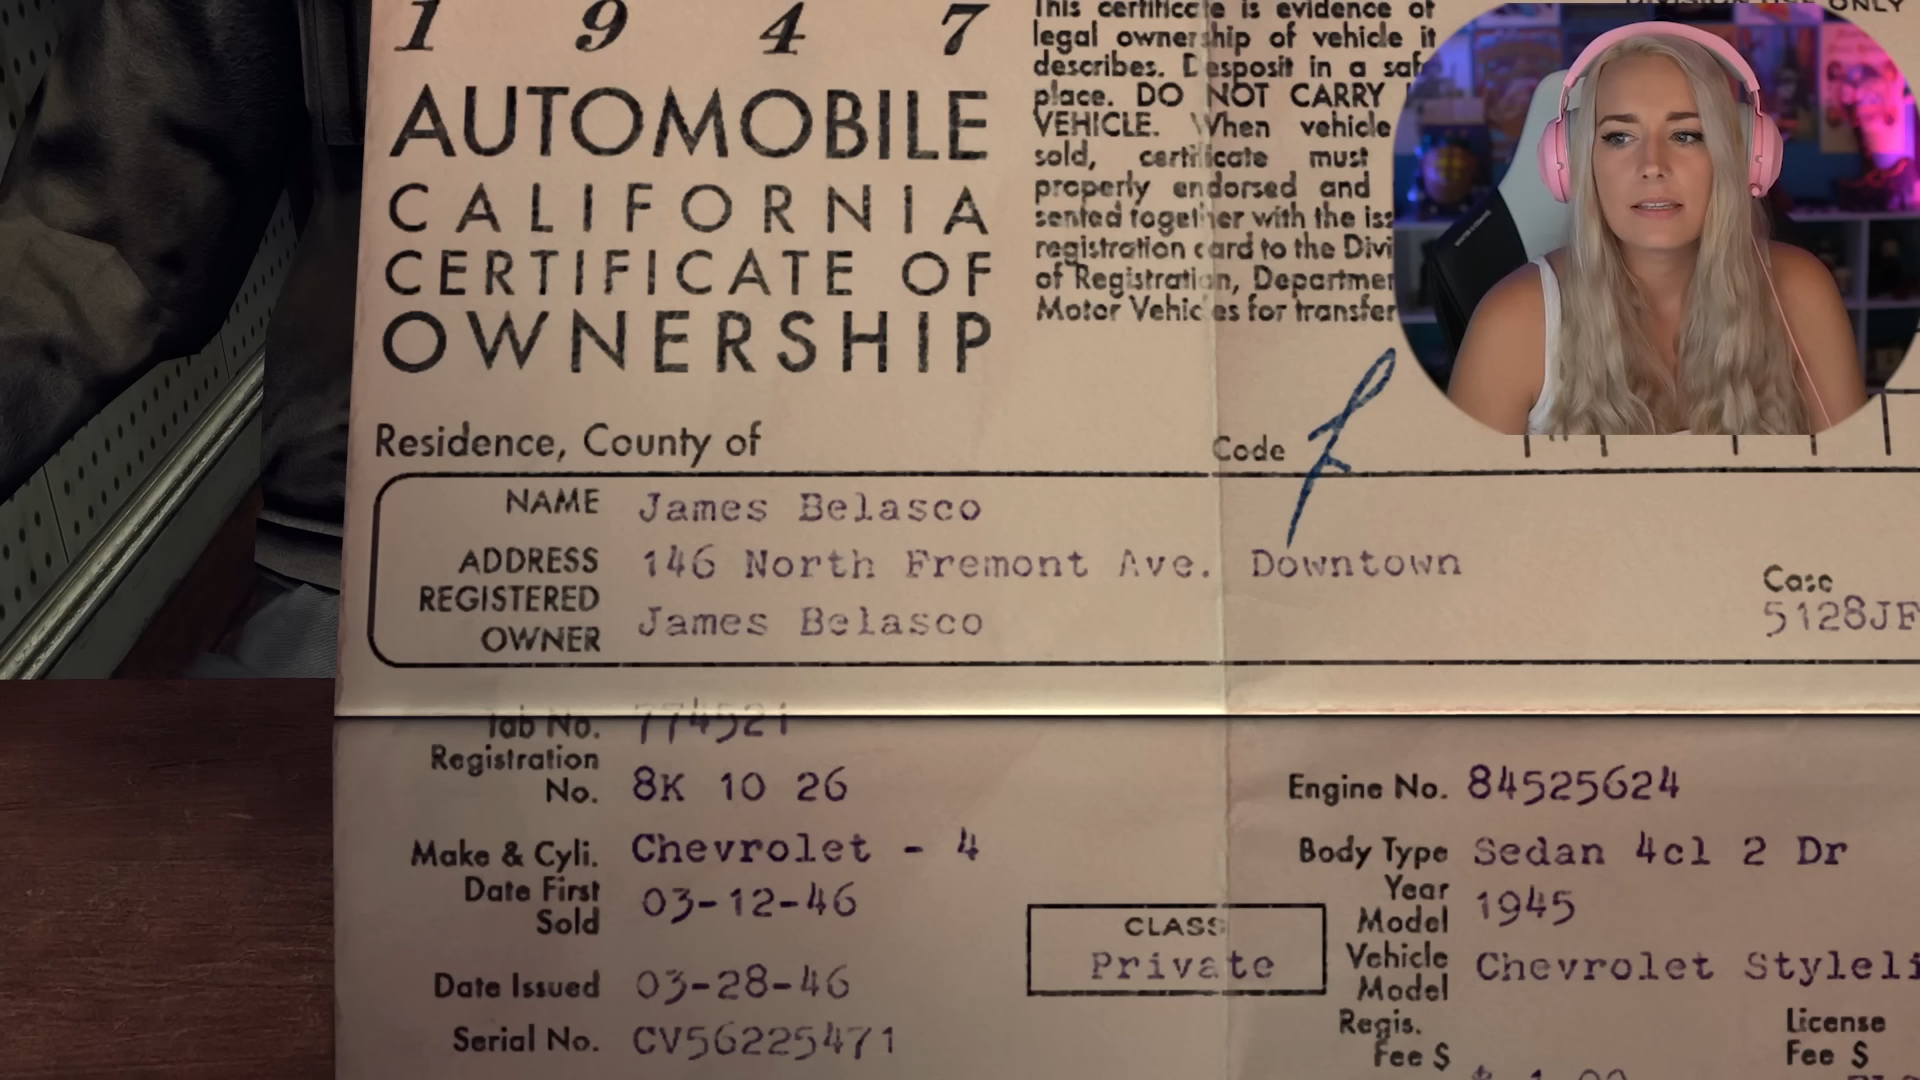 1 9 4 7
AUTOMOBILE
CALIFORNIA
CERTIFICATE OF
OWNERSHIP
This certificate is evidence of
legal ownership of vehicle it
describes. Desposit in a safe
place. DO NOT CARRY
VEHICLE. When vehicle
sold, certificate must
properly endorsed and
sented together with the iss
registration card to the Divi
of Registration, Departmen
Motor Vehicles for transfer
ONLY
Residence, County of
Code
NAME James Belasco
ADDRESS 146 North Fremont Ave. Downtown
REGISTERED
OWNER James Belasco
Case
5128JF
Tab No. 774521
Registration
No. 8K 10 26
Engine No. 84525624
Make & Cyli. Chevrolet - 4
Body Type Sedan 4cl 2 Dr
Date First
Sold 03-12-46
Year
Model 1945
CLASS
Private
Vehicle
Model Chevrolet Styleli
Date Issued 03-28-46
Serial No. CV56225471
Regis.
Fee $
License
Fee $